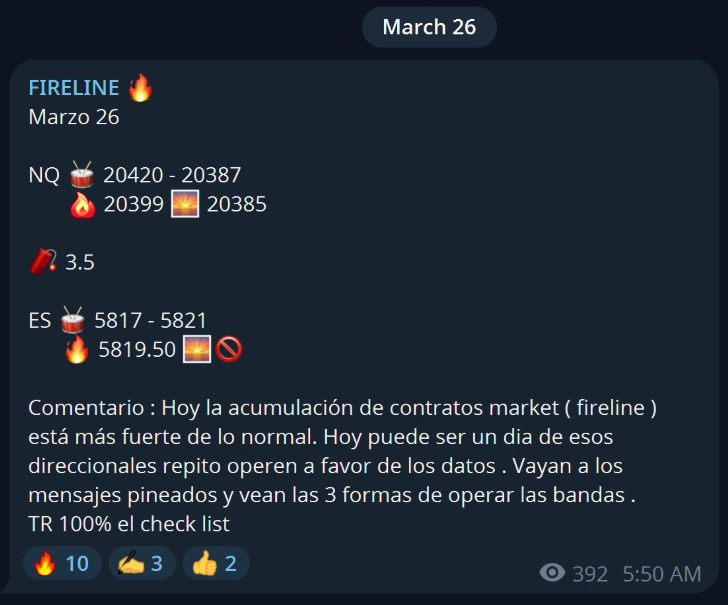 March 26
FIRELINE 🔥
Marzo 26
NQ 🥁 20420 - 20387
🔥 20399 🌅 20385
🧨 3.5
ES 🥁 5817 - 5821
🔥 5819.50 🌅🚫
Comentario : Hoy la acumulación de contratos market ( fireline )
está más fuerte de lo normal. Hoy puede ser un dia de esos
direccionales repito operen a favor de los datos . Vayan a los
mensajes pineados y vean las 3 formas de operar las bandas .
TR 100% el check list
🔥 10 ✍️ 3 👍 2 392 5:50 AM